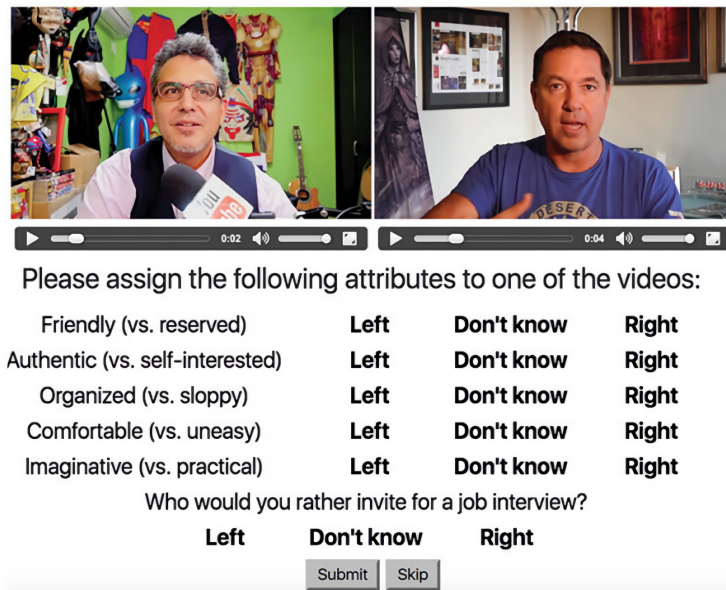 You
Tube
DESERT
0:02
0:04
Please assign the following attributes to one of the videos:
Friendly (vs. reserved) Left Don't know Right
Authentic (vs. self-interested) Left Don't know Right
Organized (vs. sloppy) Left Don't know Right
Comfortable (vs. uneasy) Left Don't know Right
Imaginative (vs. practical) Left Don't know Right
Who would you rather invite for a job interview?
Left Don't know Right
Submit Skip